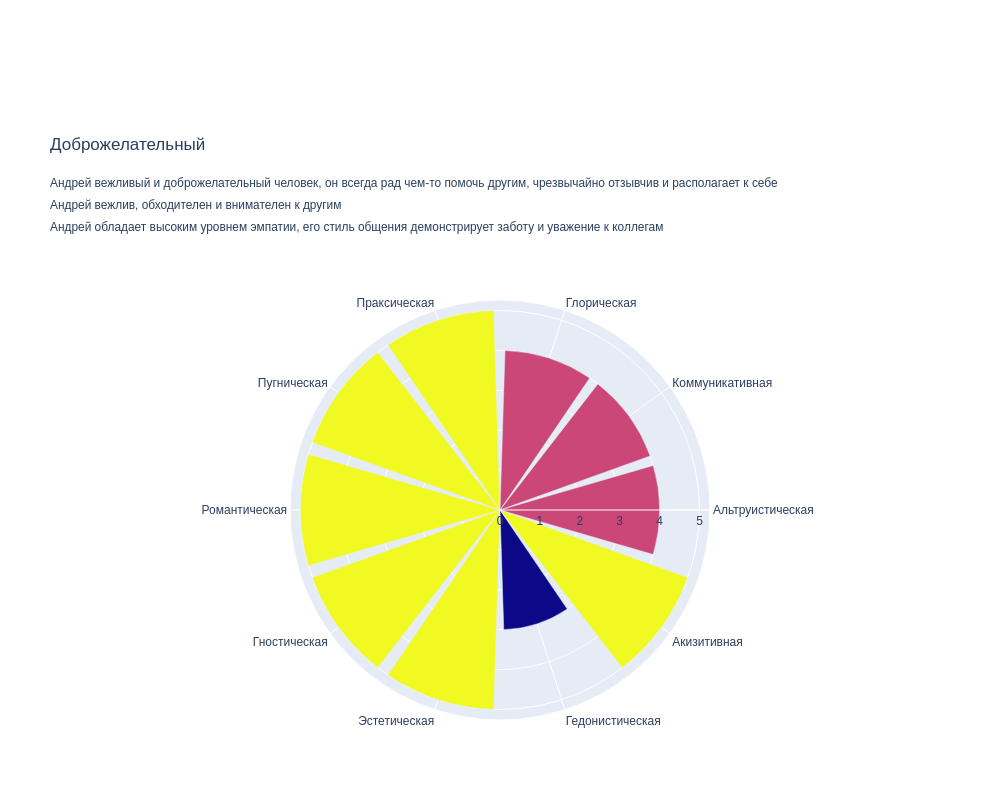 Доброжелательный
Андрей вежливый и доброжелательный человек, он всегда рад чем-то помочь другим, чрезвычайно отзывчив и располагает к себе
Андрей вежлив, обходителен и внимателен к другим
Андрей обладает высоким уровнем эмпатии, его стиль общения демонстрирует заботу и уважение к коллегам
Праксическая
Глорическая
Пугническая
Коммуникативная
Романтическая
Альтруистическая
0 1 2 3 4 5
Гностическая
Акизитивная
Эстетическая
Гедонистическая